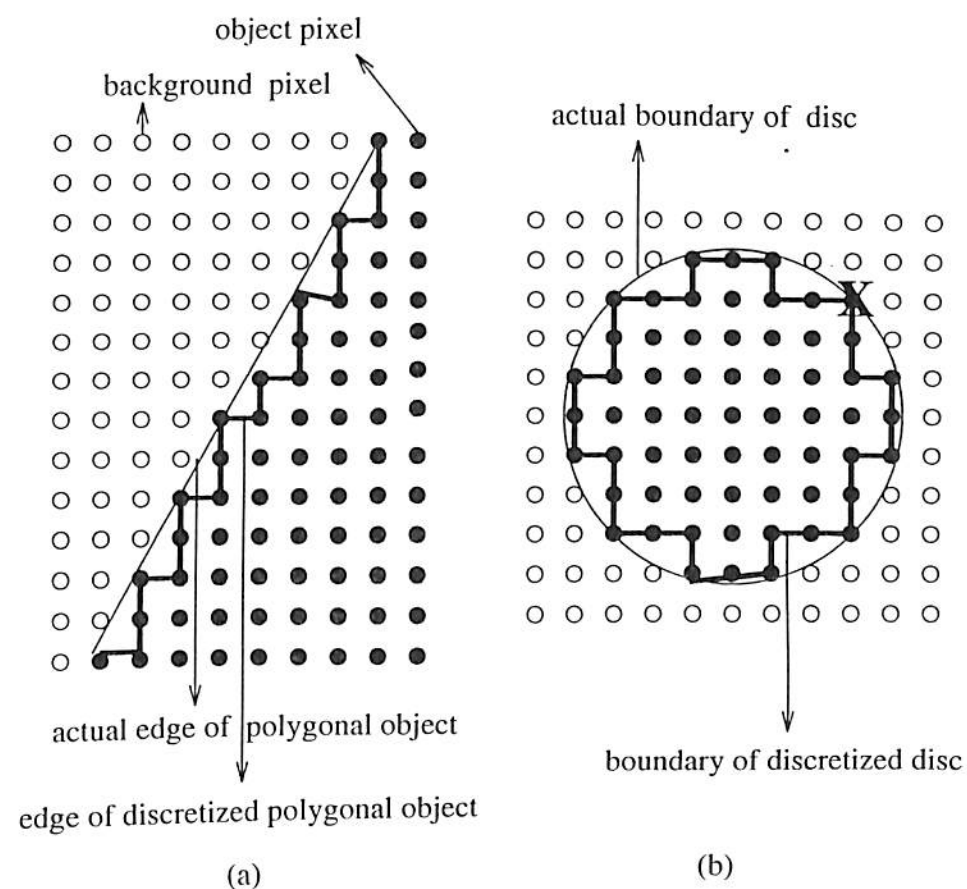 object pixel
background pixel
actual boundary of disc
X
actual edge of polygonal object
boundary of discretized disc
edge of discretized polygonal object
(a)
(b)